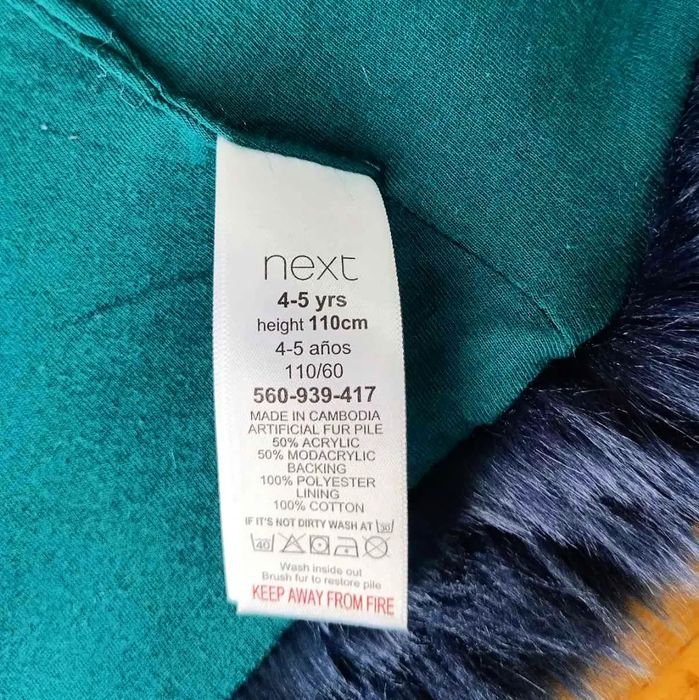 next
4-5 yrs
height 110cm
4-5 años
110/60
560-939-417
MADE IN CAMBODIA
ARTIFICIAL FUR PILE
50% ACRYLIC
50% MODACRYLIC
BACKING
100% POLYESTER
LINING
100% COTTON
IF IT'S NOT DIRTY WASH AT 30
40
Wash inside out
Brush fur to restore pile
KEEP AWAY FROM FIRE